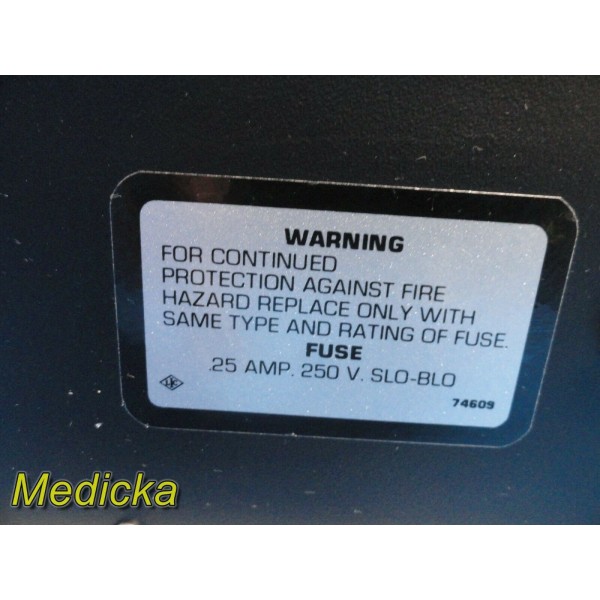 WARNING
FOR CONTINUED
PROTECTION AGAINST FIRE
HAZARD REPLACE ONLY WITH
SAME TYPE AND RATING OF FUSE.
FUSE
.25 AMP. 250 V. SLO-BLO
74609
Medicka